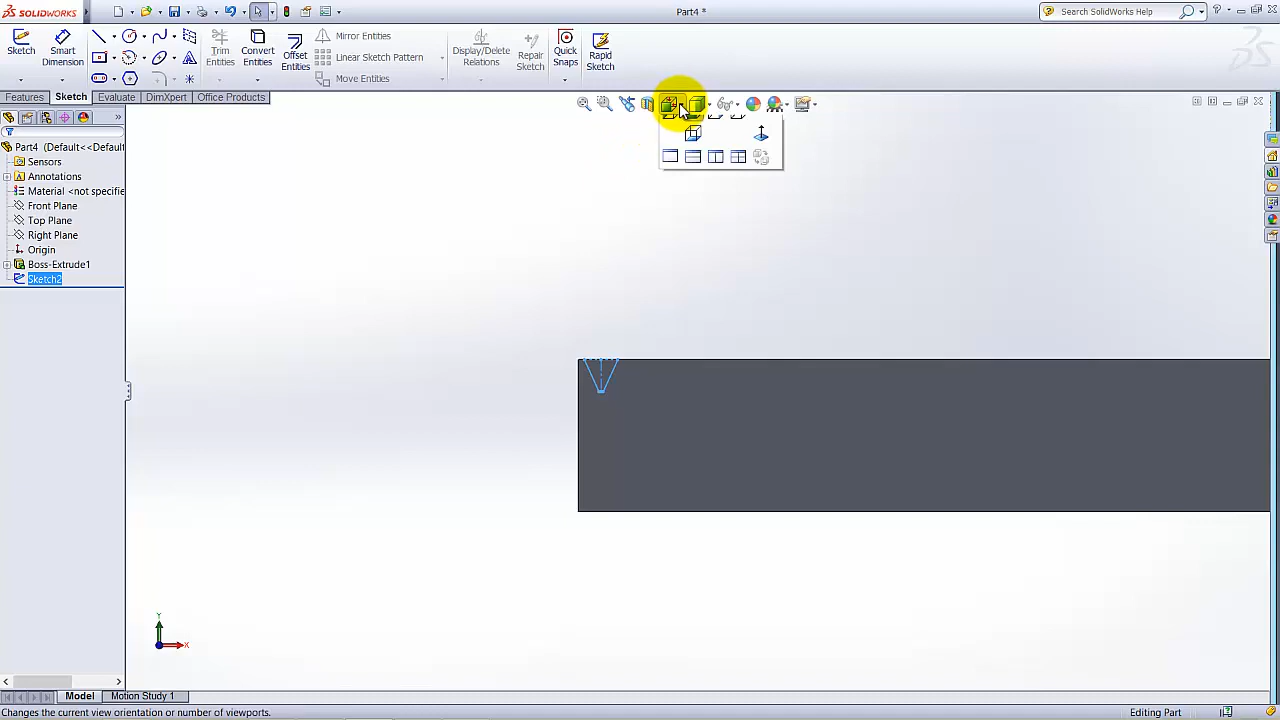 SOLIDWORKS
Part4 *
Search SolidWorks Help
Sketch
Smart Dimension
Trim Entities
Convert Entities
Offset Entities
Mirror Entities
Linear Sketch Pattern
Move Entities
Display/Delete Relations
Repair Sketch
Quick Snaps
Rapid Sketch
Features
Sketch
Evaluate
DimXpert
Office Products
Part4 (Default<<Default
Sensors
Annotations
Material <not specifie
Front Plane
Top Plane
Right Plane
Origin
Boss-Extrude1
Sketch2
Y
X
Model
Motion Study 1
Changes the current view orientation or number of viewports.
Editing Part